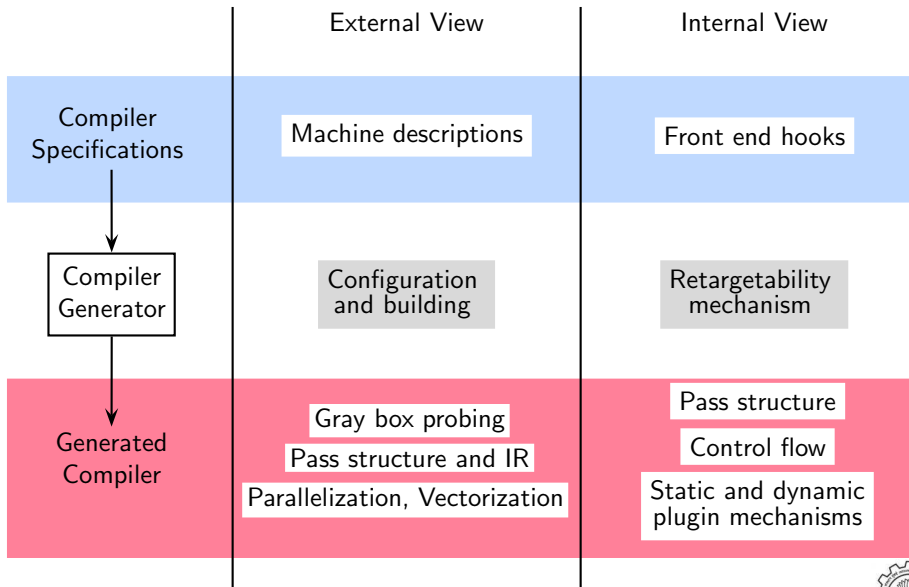 External View
Internal View
Compiler
Specifications
Machine descriptions
Front end hooks
Compiler
Generator
Configuration
and building
Retargetability
mechanism
Generated
Compiler
Gray box probing
Pass structure and IR
Parallelization, Vectorization
Pass structure
Control flow
Static and dynamic
plugin mechanisms